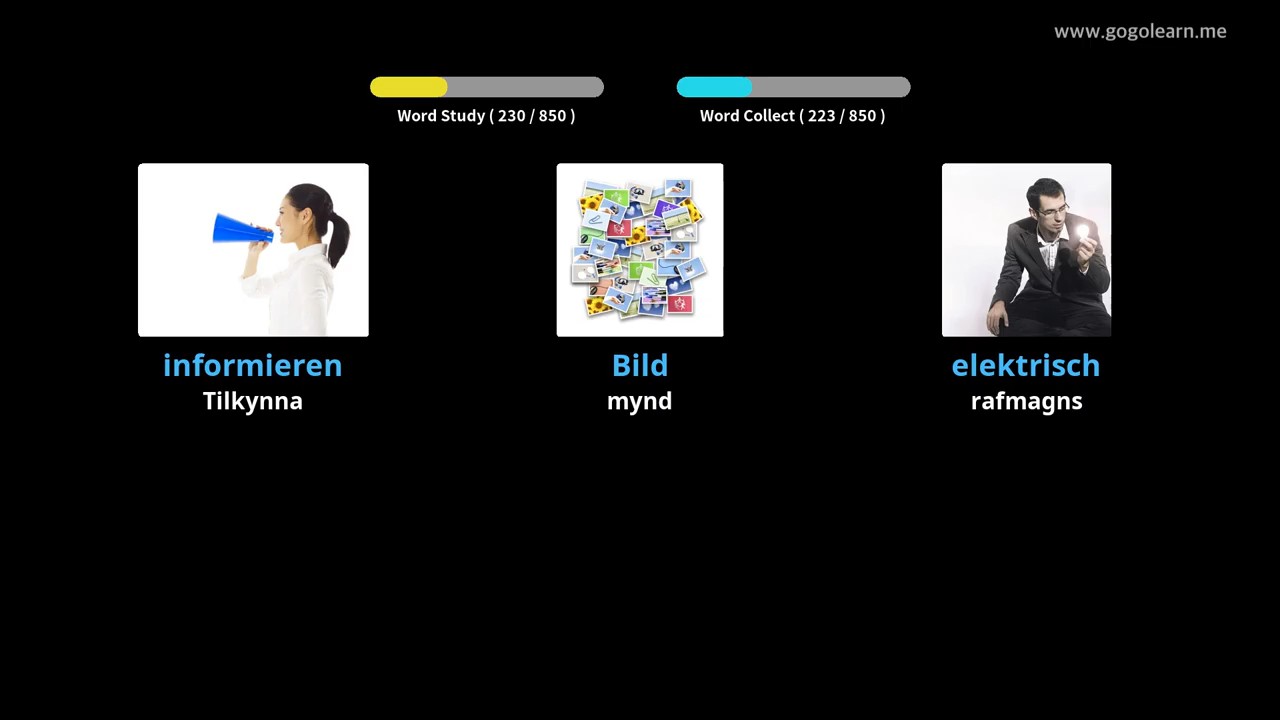 www.gogolearn.me
Word Study ( 230 / 850 )
Word Collect ( 223 / 850 )
informieren
Tilkynna
Bild
mynd
elektrisch
rafmagns